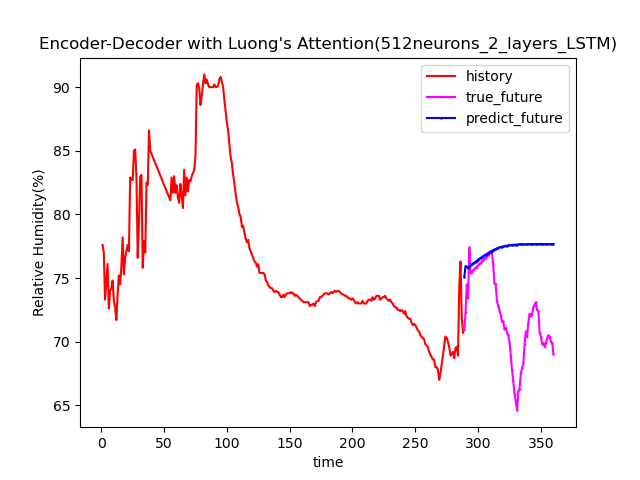 Encoder-Decoder with Luong's Attention(512neurons_2_layers_LSTM)
history
true_future
predict_future
Relative Humidity(%)
90
85
80
75
70
65
0 50 100 150 200 250 300 350
time